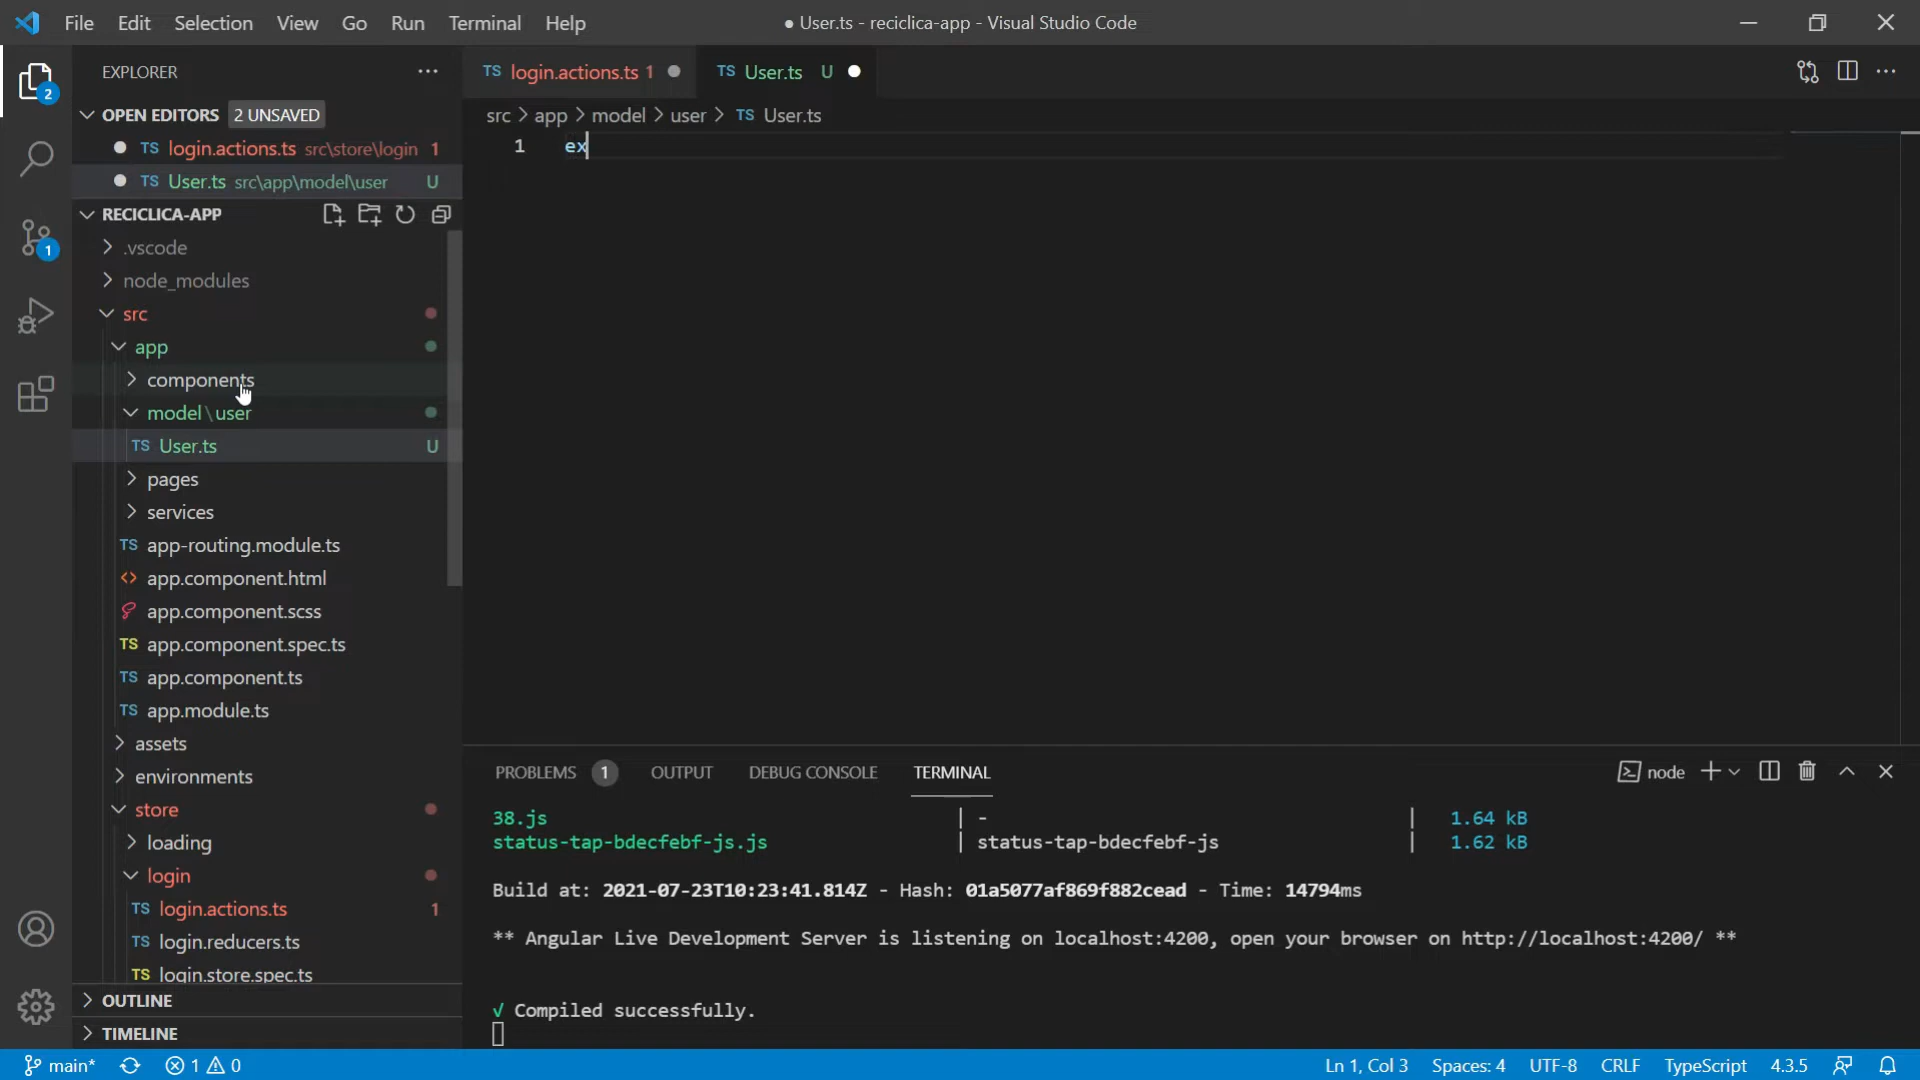 File Edit Selection View Go Run Terminal Help ● User.ts - reciclica-app - Visual Studio Code
EXPLORER
TS login.actions.ts 1 TS User.ts U
2
OPEN EDITORS 2 UNSAVED
src > app > model > user > TS User.ts
TS login.actions.ts src\store\login 1
1 ex
TS User.ts src\app\model\user U
RECICLICA-APP
1
.vscode
node_modules
src
app
components
model\user
TS User.ts U
pages
services
TS app-routing.module.ts
<> app.component.html
app.component.scss
TS app.component.spec.ts
TS app.component.ts
TS app.module.ts
assets
environments
store
loading
login
TS login.actions.ts 1
TS login.reducers.ts
TS login.store.spec.ts
OUTLINE
TIMELINE
PROBLEMS 1 OUTPUT DEBUG CONSOLE TERMINAL node
38.js | - | 1.64 kB
status-tap-bdecfebf-js.js | status-tap-bdecfebf-js | 1.62 kB
Build at: 2021-07-23T10:23:41.814Z - Hash: 01a5077af869f882cead - Time: 14794ms
** Angular Live Development Server is listening on localhost:4200, open your browser on http://localhost:4200/ **
√ Compiled successfully.
main* 1 0 Ln 1, Col 3 Spaces: 4 UTF-8 CRLF TypeScript 4.3.5